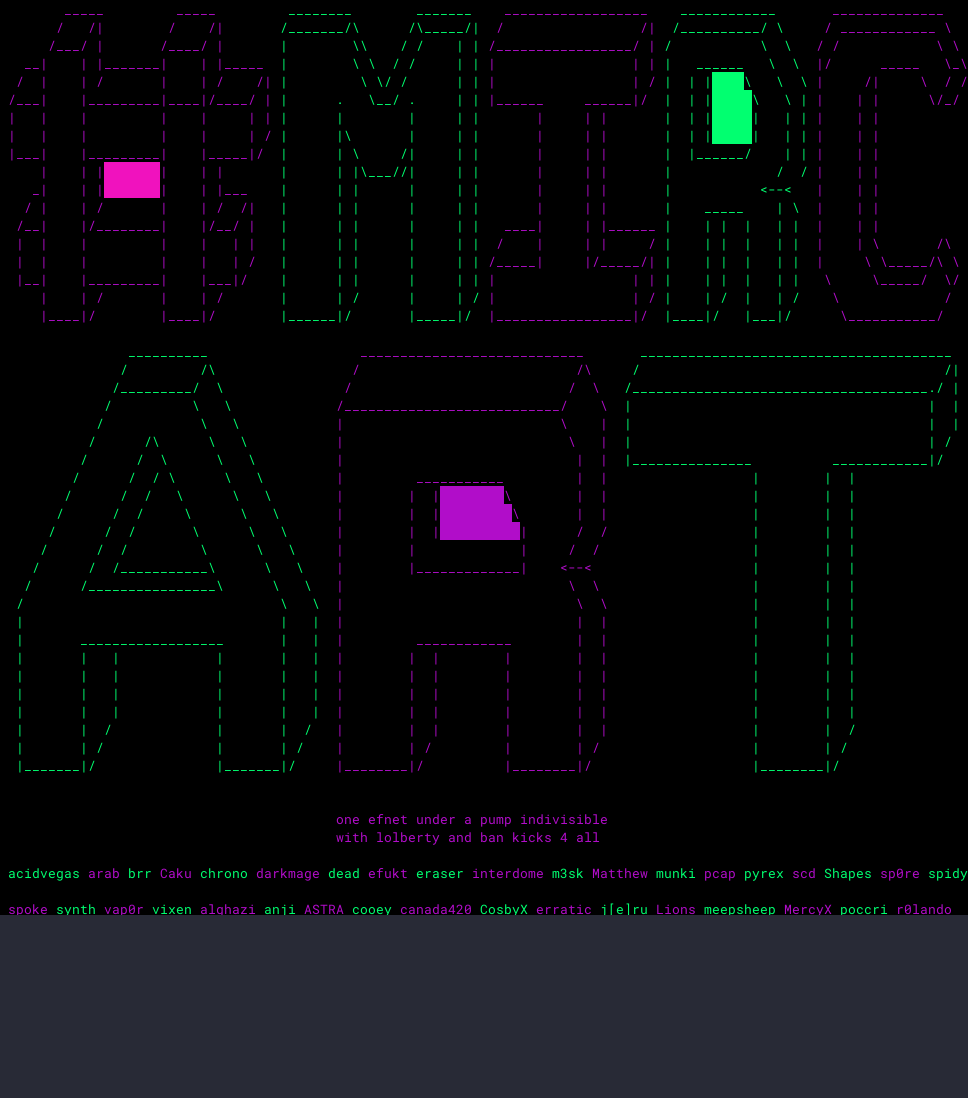 #MIRC
ART
one efnet under a pump indivisible
with lolberty and ban kicks 4 all
acidvegas arab brr Caku chrono darkmage dead efukt eraser interdome m3sk Matthew munki pcap pyrex scd Shapes sp0re spidy
spoke synth vap0r vixen alghazi anji ASTRA cooey canada420 CosbyX erratic j[e]ru Lions meepsheep MercyX poccri r0lando